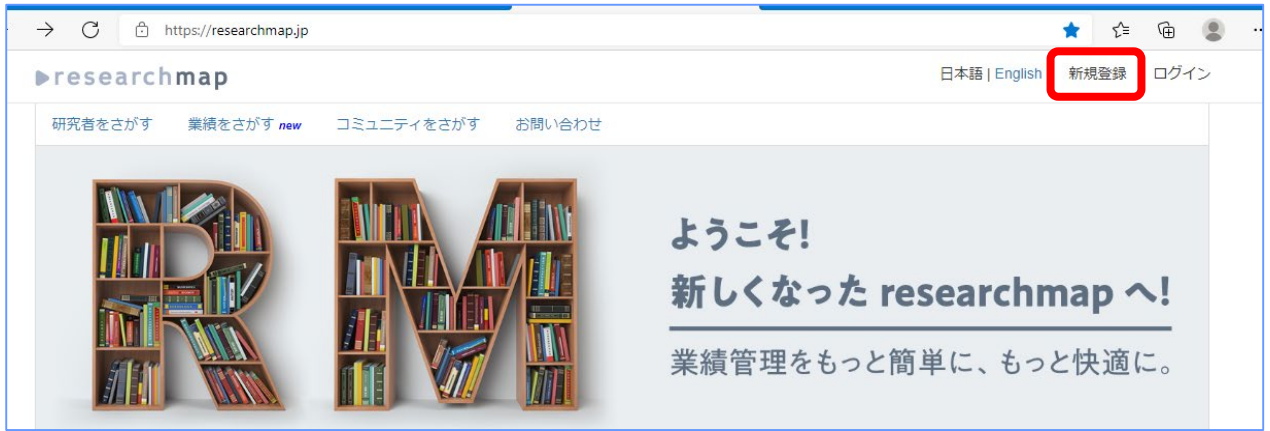 https://researchmap.jp
researchmap
日本語 | English 新規登録 ログイン
研究者をさがす 業績をさがす new コミュニティをさがす お問い合わせ
ようこそ!
新しくなった researchmap へ!
業績管理をもっと簡単に、もっと快適に。